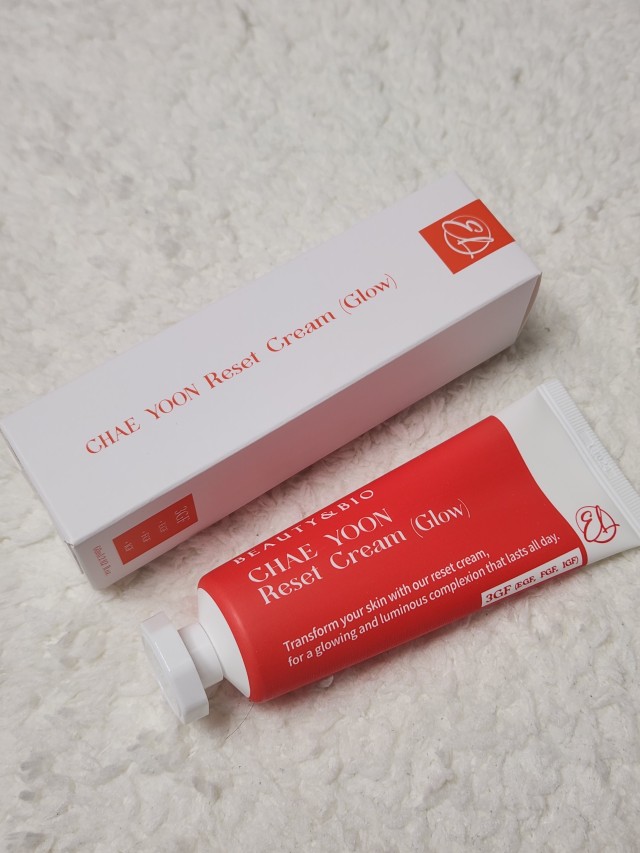 CHAE YOON Reset Cream (Glow)
3GF
BEAUTY&BIO
CHAE YOON
Reset Cream (Glow)
Transform your skin with our reset cream,
for a glowing and luminous complexion that lasts all day.
3GF (EGF, FGF, IGF)